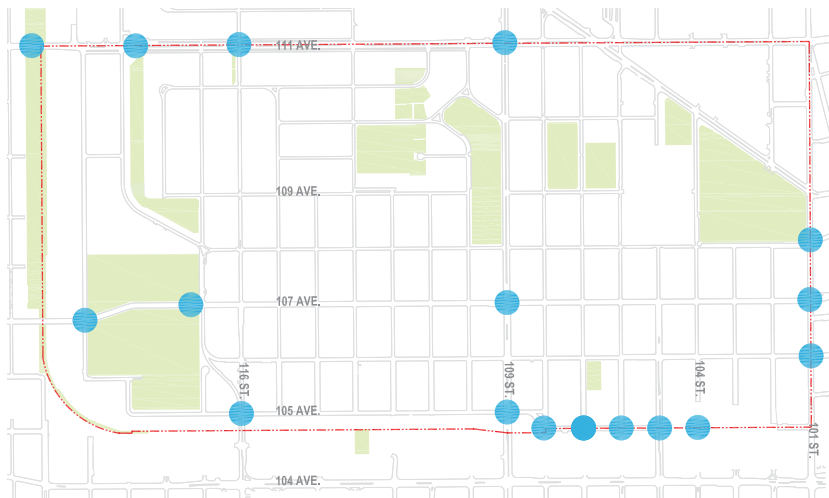 111 AVE.
109 AVE.
107 AVE.
116 ST.
109 ST.
104 ST.
105 AVE.
101 ST.
104 AVE.